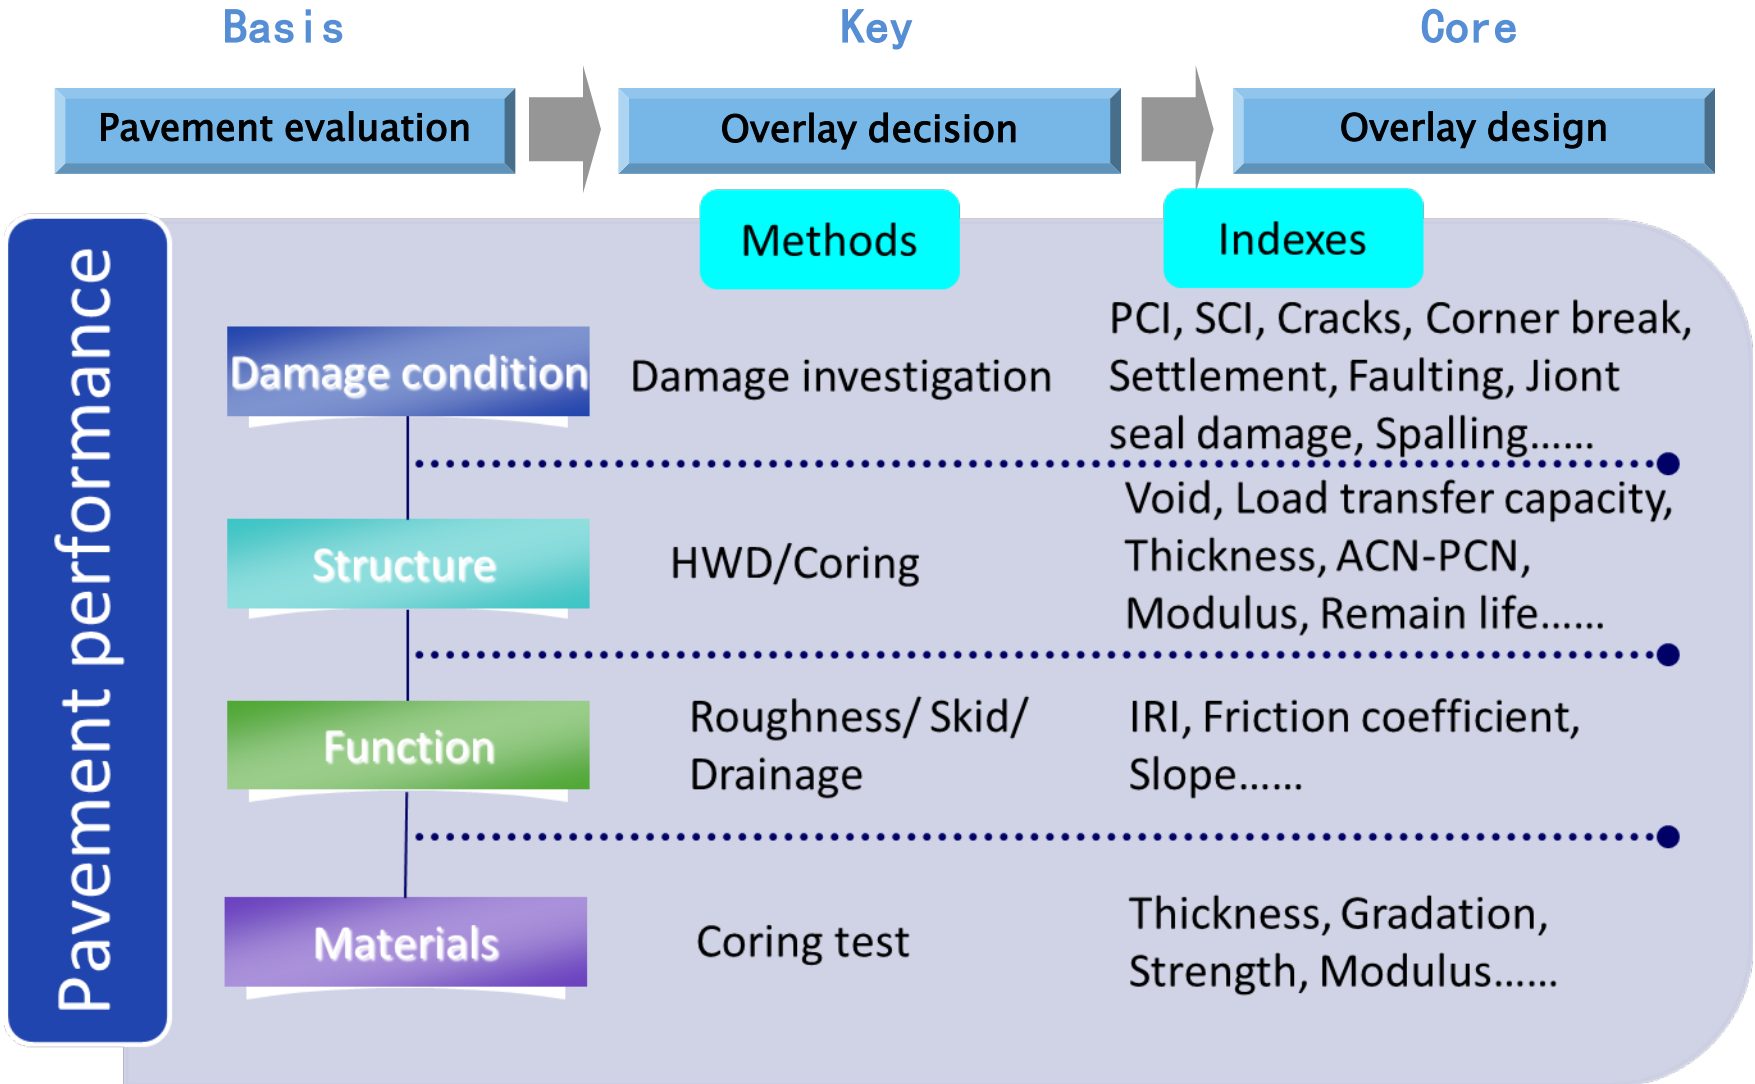 Basis
Key
Core
Pavement evaluation
Overlay decision
Overlay design
Methods
Indexes
Pavement performance
Damage condition
Damage investigation
PCI, SCI, Cracks, Corner break,
Settlement, Faulting, Jiont
seal damage, Spalling……
Structure
HWD/Coring
Void, Load transfer capacity,
Thickness, ACN-PCN,
Modulus, Remain life……
Function
Roughness/ Skid/
Drainage
IRI, Friction coefficient,
Slope……
Materials
Coring test
Thickness, Gradation,
Strength, Modulus……